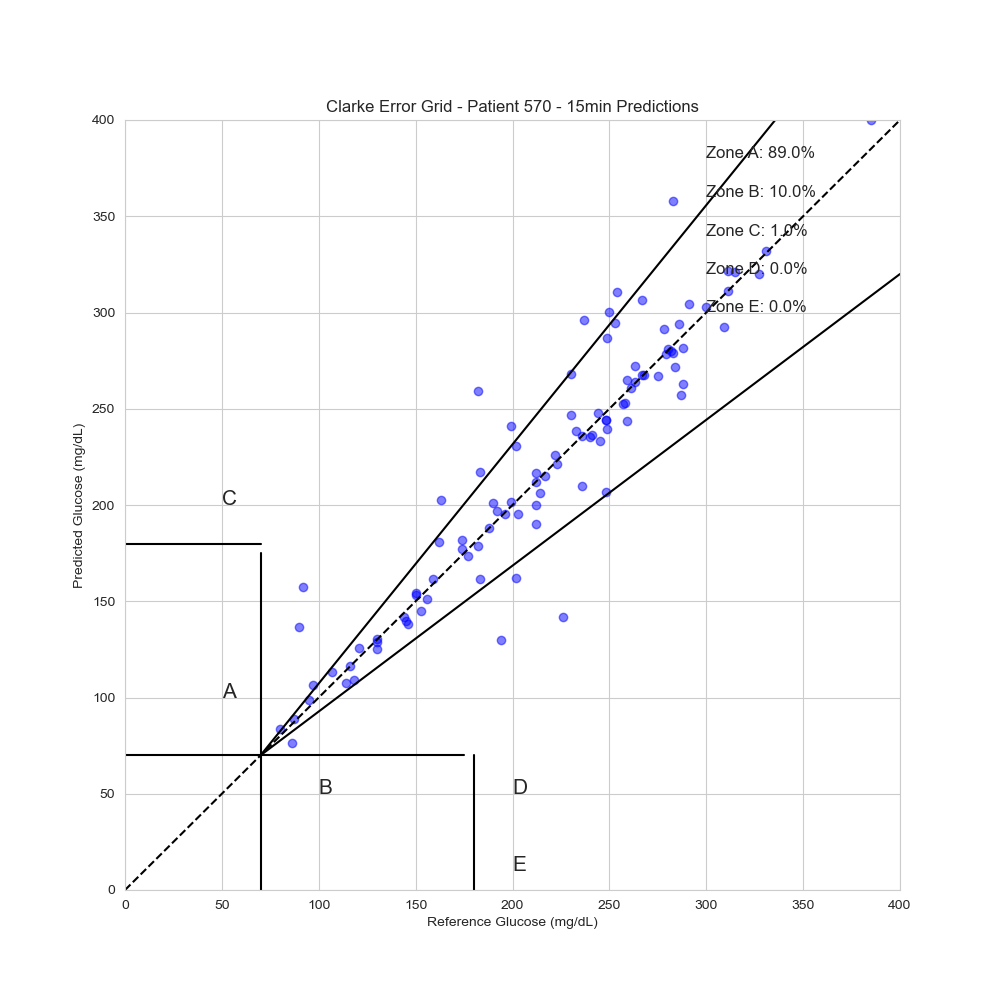 Clarke Error Grid - Patient 570 - 15min Predictions
400
Zone A: 89.0%
Zone B: 10.0%
350
Zone C: 1.0%
Zone D: 0.0%
300
Zone E: 0.0%
250
200
C
150
100
A
50
B
D
E
0
Predicted Glucose (mg/dL)
0 50 100 150 200 250 300 350 400
Reference Glucose (mg/dL)